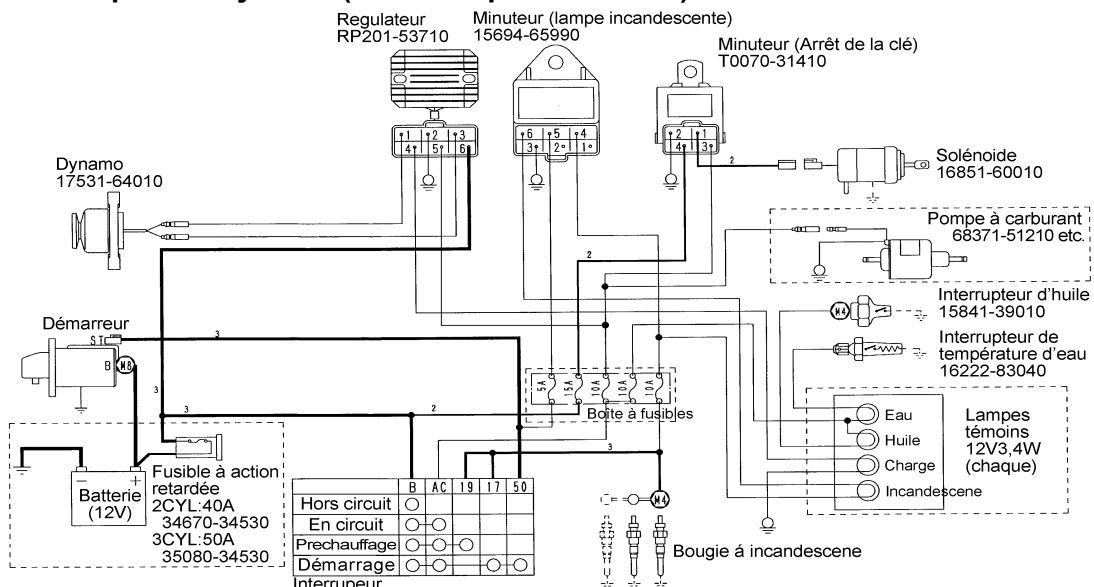 Regulateur
RP201-53710
Minuteur (lampe incandescente)
15694-65990
Minuteur (Arrêt de la clé)
T0070-31410
1 2 3
4 5 6
6 5 4
3 2 1
2 1
4 3
2
Dynamo
17531-64010
Solénoide
16851-60010
Pompe à carburant
68371-51210 etc.
2
Interrupteur d'huile
15841-39010
M4
Démarreur
ST
3
B M8
Interrupteur de
température d'eau
16222-83040
5A 15A 10A 10A 10A
3
3
2
Boîte à fusibles
Eau
Huile
Charge
Incandescene
Lampes
témoins
12V3,4W
(chaque)
3
- +
Batterie
(12V)
Fusible à action
retardée
2CYL:40A
34670-34530
3CYL:50A
35080-34530
B AC 19 17 50
Hors circuit
En circuit
Prechauffage
Démarrage
M4
Bougie á incandescene